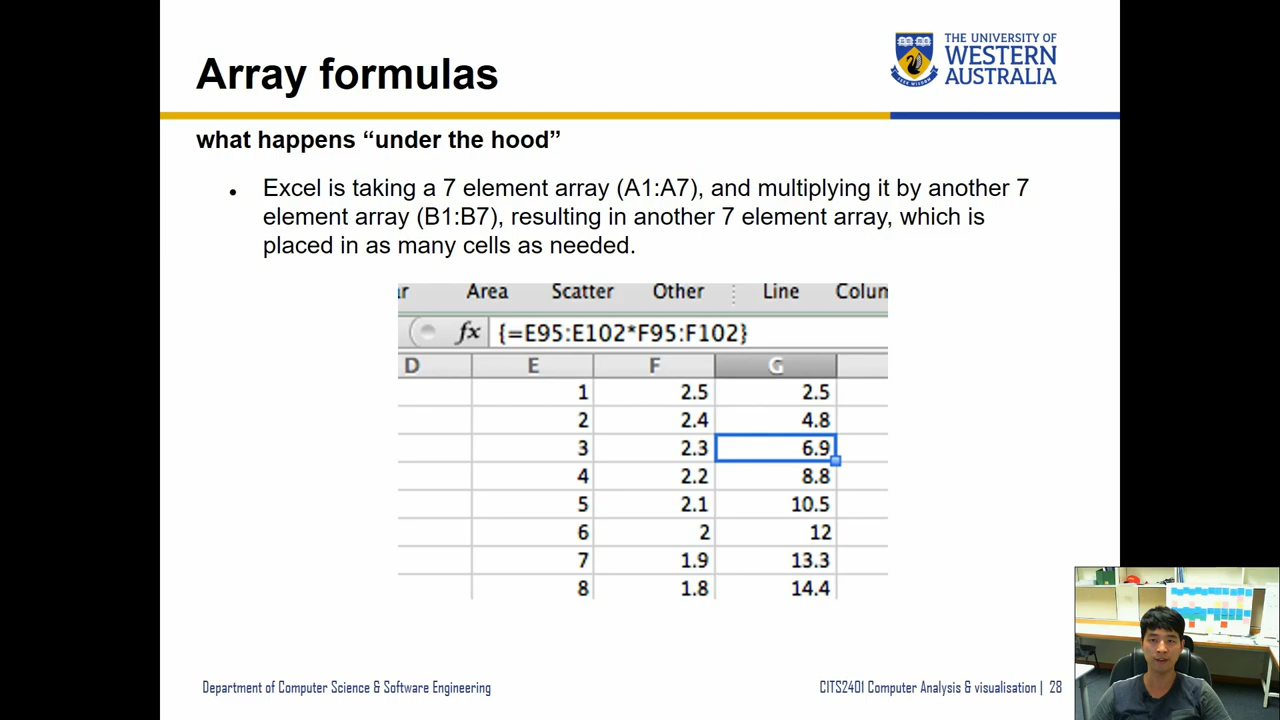 Array formulas
THE UNIVERSITY OF
WESTERN
AUSTRALIA
what happens “under the hood”
• Excel is taking a 7 element array (A1:A7), and multiplying it by another 7
element array (B1:B7), resulting in another 7 element array, which is
placed in as many cells as needed.
Area Scatter Other Line
fx {=E95:E102*F95:F102}
D E F G
1 2.5 2.5
2 2.4 4.8
3 2.3 6.9
4 2.2 8.8
5 2.1 10.5
6 2 12
7 1.9 13.3
8 1.8 14.4
Department of Computer Science & Software Engineering
CITS2401 Computer Analysis & visualisation | 28